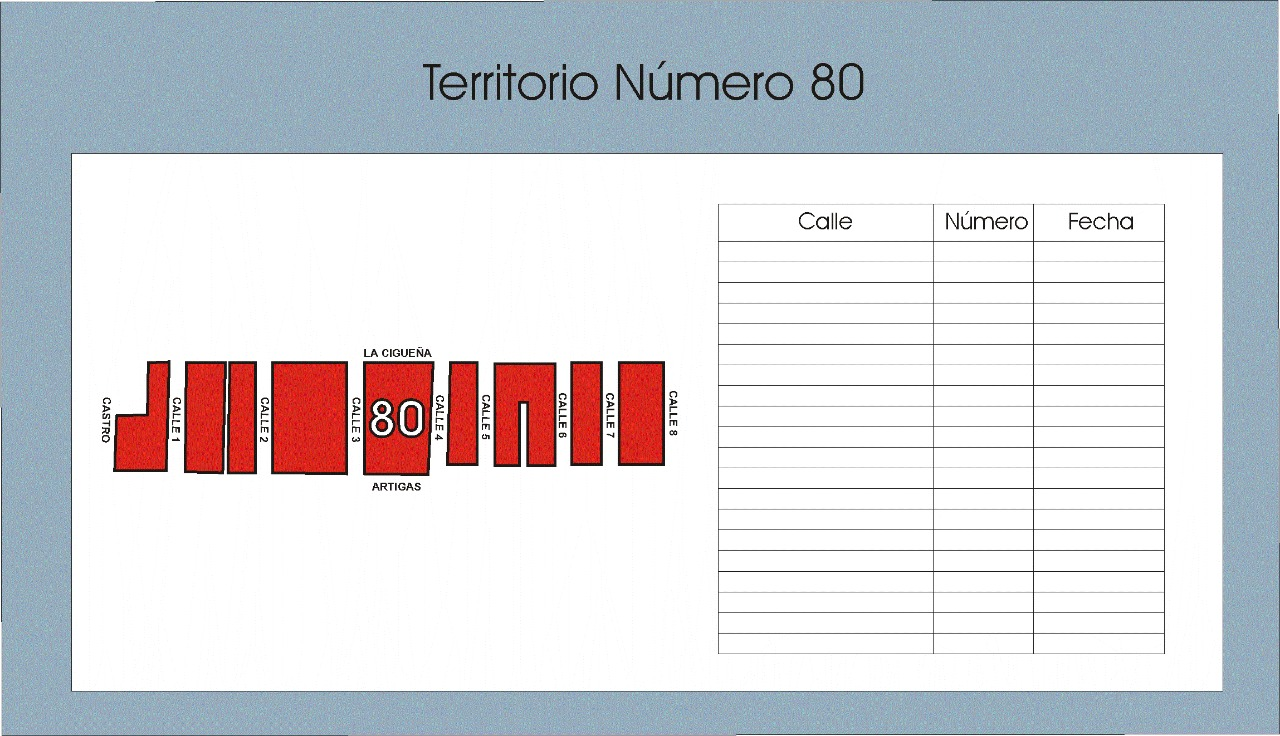 Territorio Número 80
Calle Número Fecha
LA CIGUEÑA
CASTRO
CALLE 1
CALLE 2
CALLE 3
80
CALLE 4
CALLE 5
CALLE 6
CALLE 7
CALLE 8
ARTIGAS